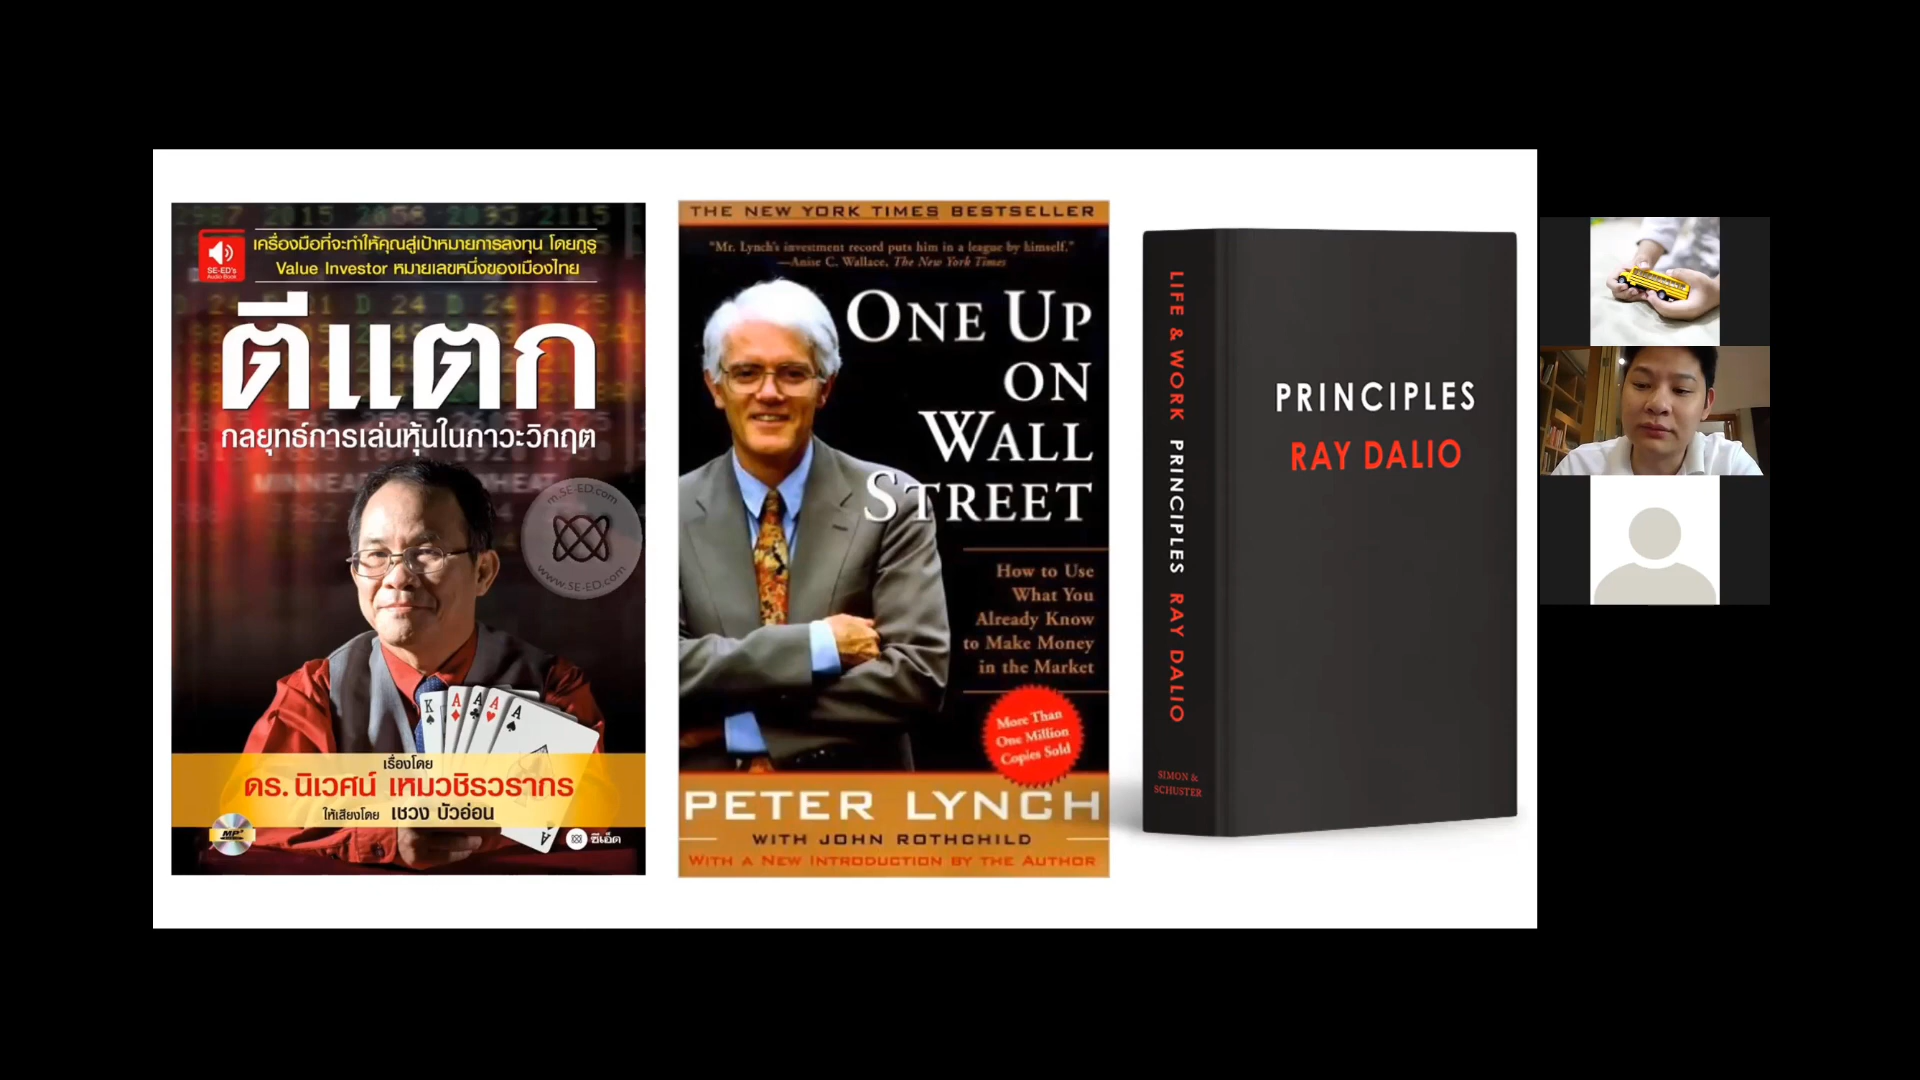 SE-ED's
Audio Book
เครื่องมือที่จะทำให้คุณสู่เป้าหมายการลงทุน โดยกูรู
Value Investor หมายเลขหนึ่งของเมืองไทย
ตีแตก
กลยุทธ์การเล่นหุ้นในภาวะวิกฤต
m.SE-ED.com
www.SE-ED.com
K
A
A
A
A
เรื่องโดย
ดร. นิเวศน์ เหมวชิรวรากร
ให้เสียงโดย เชวง บัวอ่อน
MP3
A
ซีเอ็ด
THE NEW YORK TIMES BESTSELLER
"Mr. Lynch's investment record puts him in a league by himself."
—Anise C. Wallace, The New York Times
ONE UP
ON
WALL
STREET
How to Use
What You
Already Know
to Make Money
in the Market
More Than
One Million
Copies Sold
PETER LYNCH
WITH JOHN ROTHCHILD
WITH A NEW INTRODUCTION BY THE AUTHOR
LIFE & WORK PRINCIPLES RAY DALIO
SIMON &
SCHUSTER
PRINCIPLES
RAY DALIO